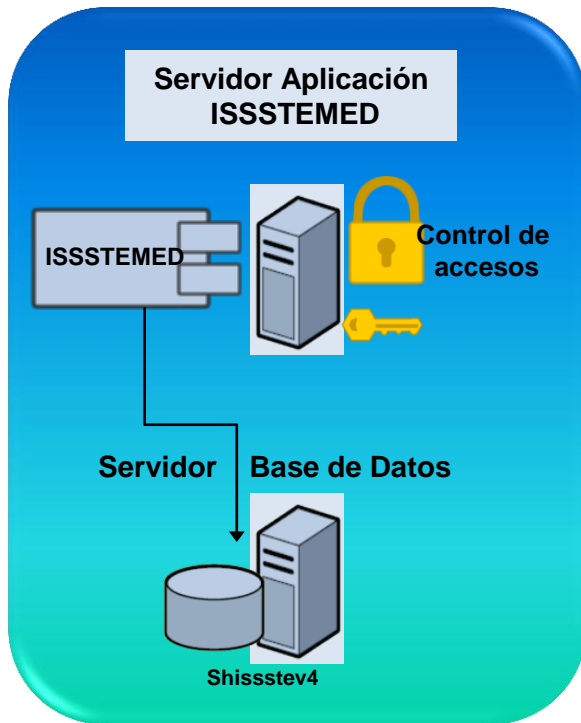 Servidor Aplicación
ISSSTEMED
ISSSTEMED
Control de
accesos
Servidor Base de Datos
Shissstev4